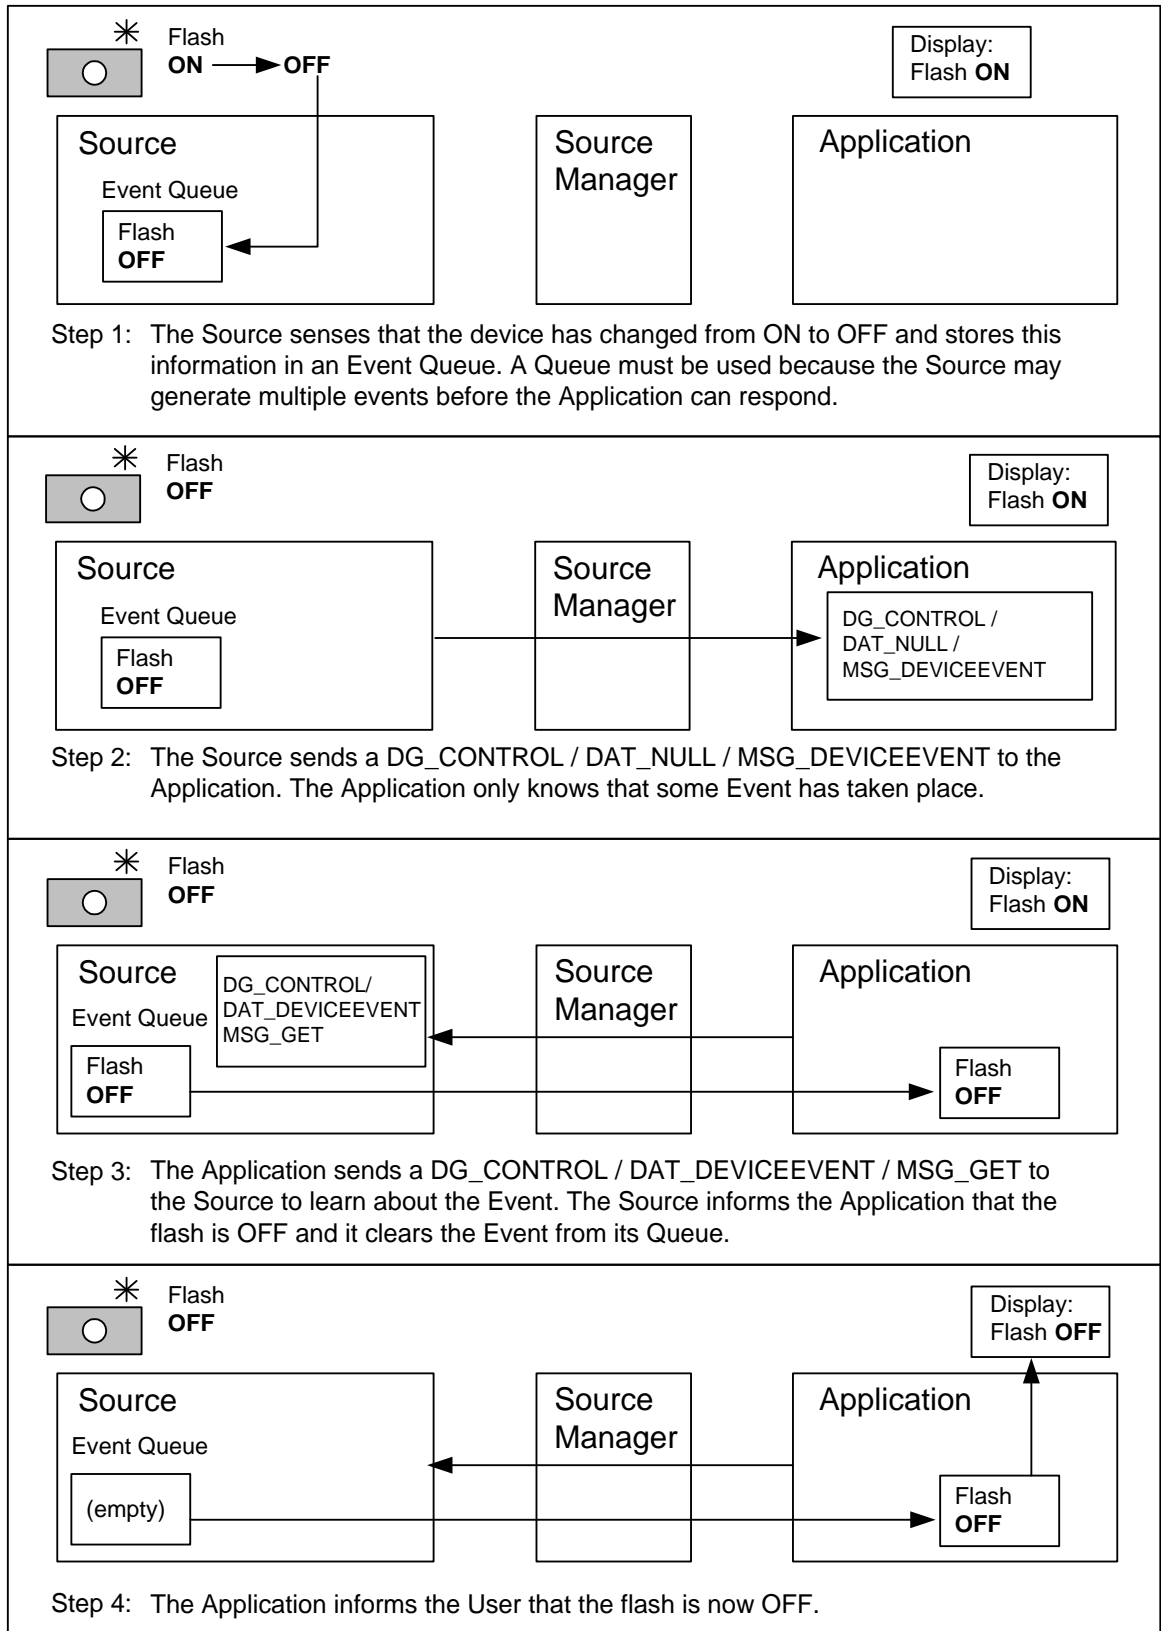 Flash
ON OFF
Display:
Flash ON
Source
Event Queue
Flash
OFF
Source
Manager
Application
Step 1: The Source senses that the device has changed from ON to OFF and stores this
information in an Event Queue. A Queue must be used because the Source may
generate multiple events before the Application can respond.
Flash
OFF
Display:
Flash ON
Source
Event Queue
Flash
OFF
Source
Manager
Application
DG_CONTROL /
DAT_NULL /
MSG_DEVICEEVENT
Step 2: The Source sends a DG_CONTROL / DAT_NULL / MSG_DEVICEEVENT to the
Application. The Application only knows that some Event has taken place.
Flash
OFF
Display:
Flash ON
Source
Event Queue
Flash
OFF
DG_CONTROL/
DAT_DEVICEEVENT
MSG_GET
Source
Manager
Application
Flash
OFF
Step 3: The Application sends a DG_CONTROL / DAT_DEVICEEVENT / MSG_GET to
the Source to learn about the Event. The Source informs the Application that the
flash is OFF and it clears the Event from its Queue.
Flash
OFF
Display:
Flash OFF
Source
Event Queue
(empty)
Source
Manager
Application
Flash
OFF
Step 4: The Application informs the User that the flash is now OFF.